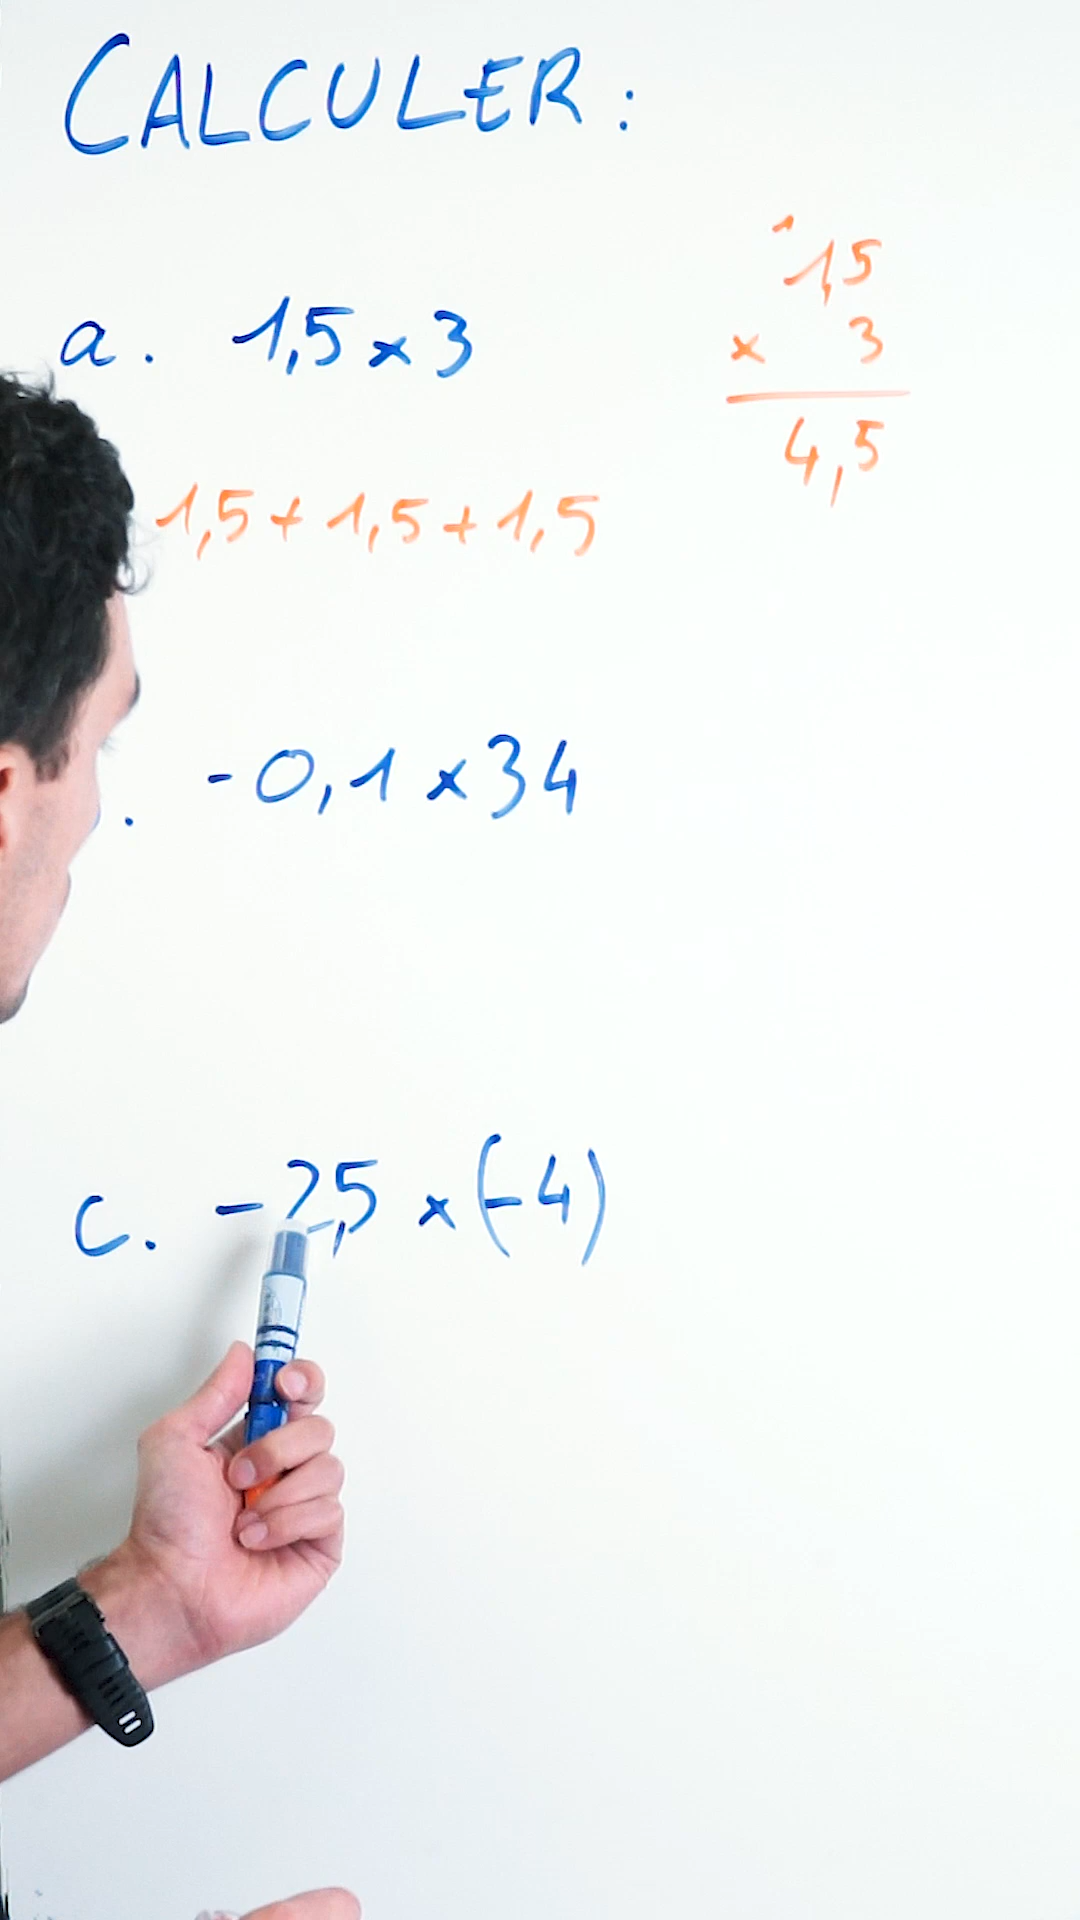 CALCULER :
a. 1,5 x 3
1
1,5
x 3
4,5
1,5 + 1,5 + 1,5
. -0,1 x 34
c. -2,5 x (-4)